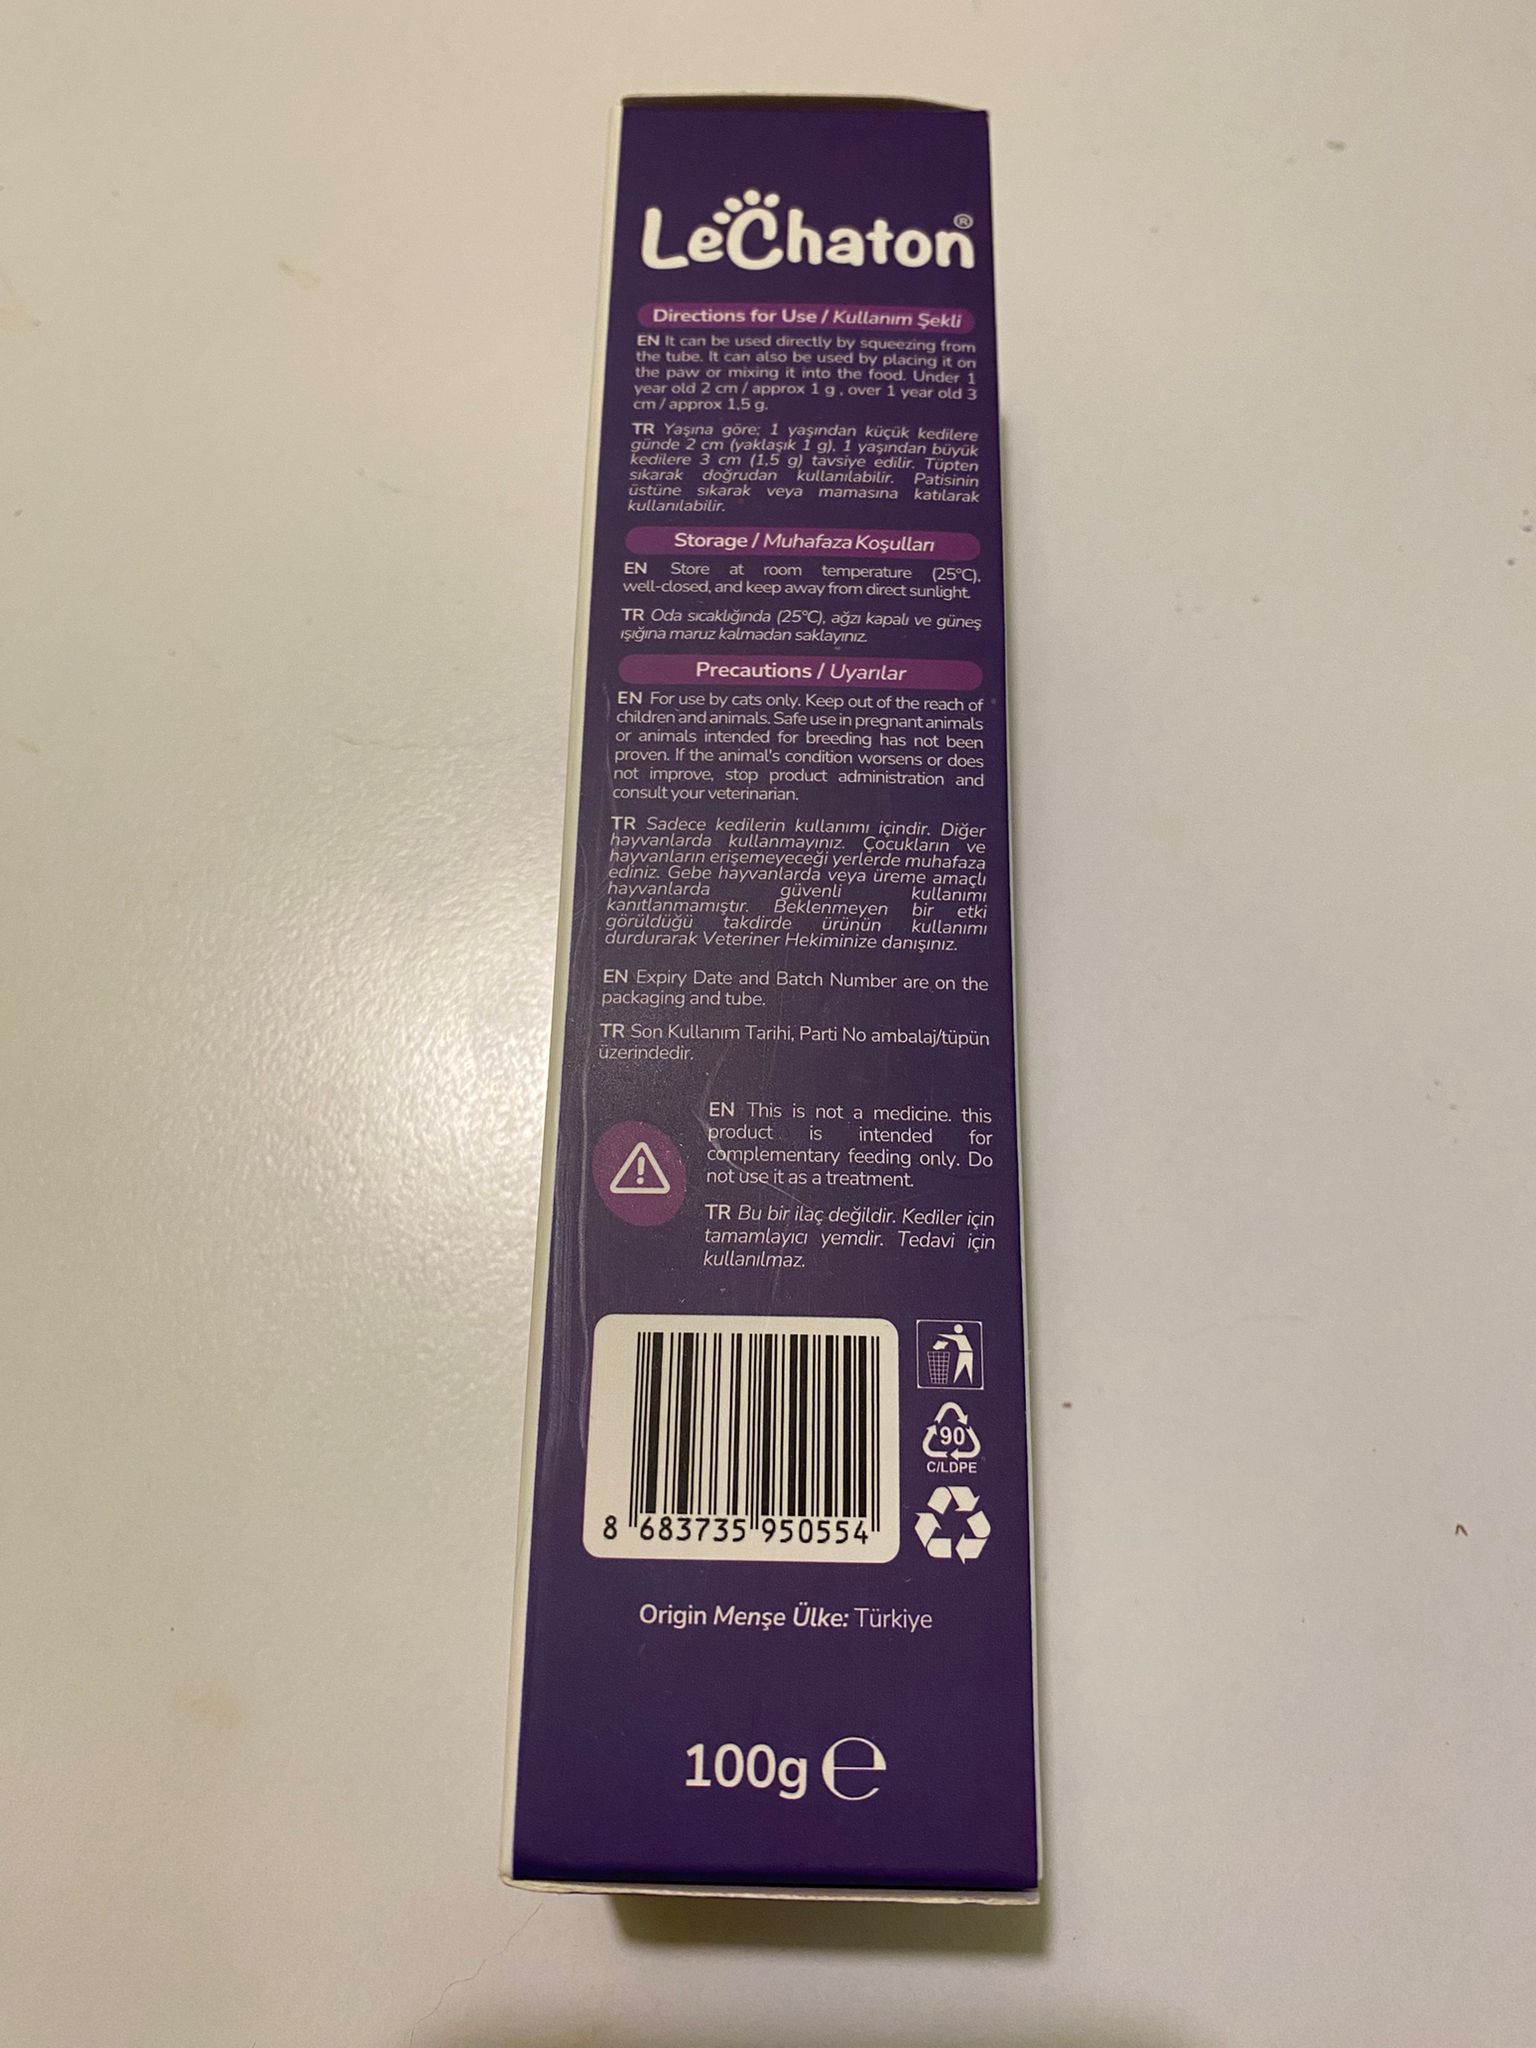 LeChaton®
Directions for Use / Kullanım Şekli
EN It can be used directly by squeezing from
the tube. It can also be used by placing it on
the paw or mixing it into the food. Under 1
year old 2 cm / approx 1 g , over 1 year old 3
cm / approx 1,5 g.
TR Yaşına göre; 1 yaşından küçük kedilere
günde 2 cm (yaklaşık 1 g), 1 yaşından büyük
kedilere 3 cm (1,5 g) tavsiye edilir. Tüpten
sıkarak doğrudan kullanılabilir. Patisinin
üstüne sıkarak veya mamasına katılarak
kullanılabilir.
Storage / Muhafaza Koşulları
EN Store at room temperature (25°C),
well-closed, and keep away from direct sunlight.
TR Oda sıcaklığında (25°C), ağzı kapalı ve güneş
ışığına maruz kalmadan saklayınız.
Precautions / Uyarılar
EN For use by cats only. Keep out of the reach of
children and animals. Safe use in pregnant animals
or animals intended for breeding has not been
proven. If the animal's condition worsens or does
not improve, stop product administration and
consult your veterinarian.
TR Sadece kedilerin kullanımı içindir. Diğer
hayvanlarda kullanmayınız. Çocukların ve
hayvanların erişemeyeceği yerlerde muhafaza
ediniz. Gebe hayvanlarda veya üreme amaçlı
hayvanlarda güvenli kullanımı
kanıtlanmamıştır. Beklenmeyen bir etki
görüldüğü takdirde ürünün kullanımı
durdurarak Veteriner Hekiminize danışınız.
EN Expiry Date and Batch Number are on the
packaging and tube.
TR Son Kullanım Tarihi, Parti No ambalaj/tüpün
üzerindedir.
EN This is not a medicine. this
product is intended for
complementary feeding only. Do
not use it as a treatment.
TR Bu bir ilaç değildir. Kediler için
tamamlayıcı yemdir. Tedavi için
kullanılmaz.
90
C/LDPE
8 683735 950554
Origin Menşe Ülke: Türkiye
100g ℮